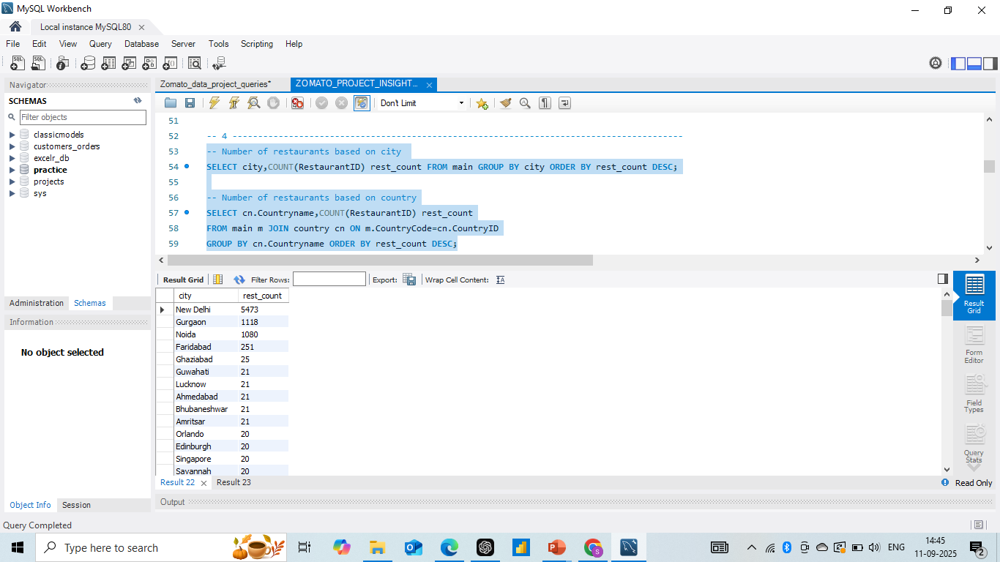 MySQL Workbench
Local instance MySQL80
File Edit View Query Database Server Tools Scripting Help
Navigator
SCHEMAS
Filter objects
classicmodels
customers_orders
excelr_db
practice
projects
sys
Administration Schemas
Information
No object selected
Object Info Session
Zomato_data_project_queries*
ZOMATO_PROJECT_INSIGHT...
Don't Limit
51
52 -- 4 ----------------------------------------------------------------------------------------
53 -- Number of restaurants based on city
54 SELECT city,COUNT(RestaurantID) rest_count FROM main GROUP BY city ORDER BY rest_count DESC;
55
56 -- Number of restaurants based on country
57 SELECT cn.Countryname,COUNT(RestaurantID) rest_count
58 FROM main m JOIN country cn ON m.CountryCode=cn.CountryID
59 GROUP BY cn.Countryname ORDER BY rest_count DESC;
Result Grid Filter Rows: Export: Wrap Cell Content:
city rest_count
New Delhi 5473
Gurgaon 1118
Noida 1080
Faridabad 251
Ghaziabad 25
Guwahati 21
Lucknow 21
Ahmedabad 21
Bhubaneshwar 21
Amritsar 21
Orlando 20
Edinburgh 20
Singapore 20
Savannah 20
Result 22 Result 23
Result
Grid
Form
Editor
Field
Types
Query
Stats
Read Only
Output
Query Completed
Type here to search
ENG
14:45
11-09-2025
2